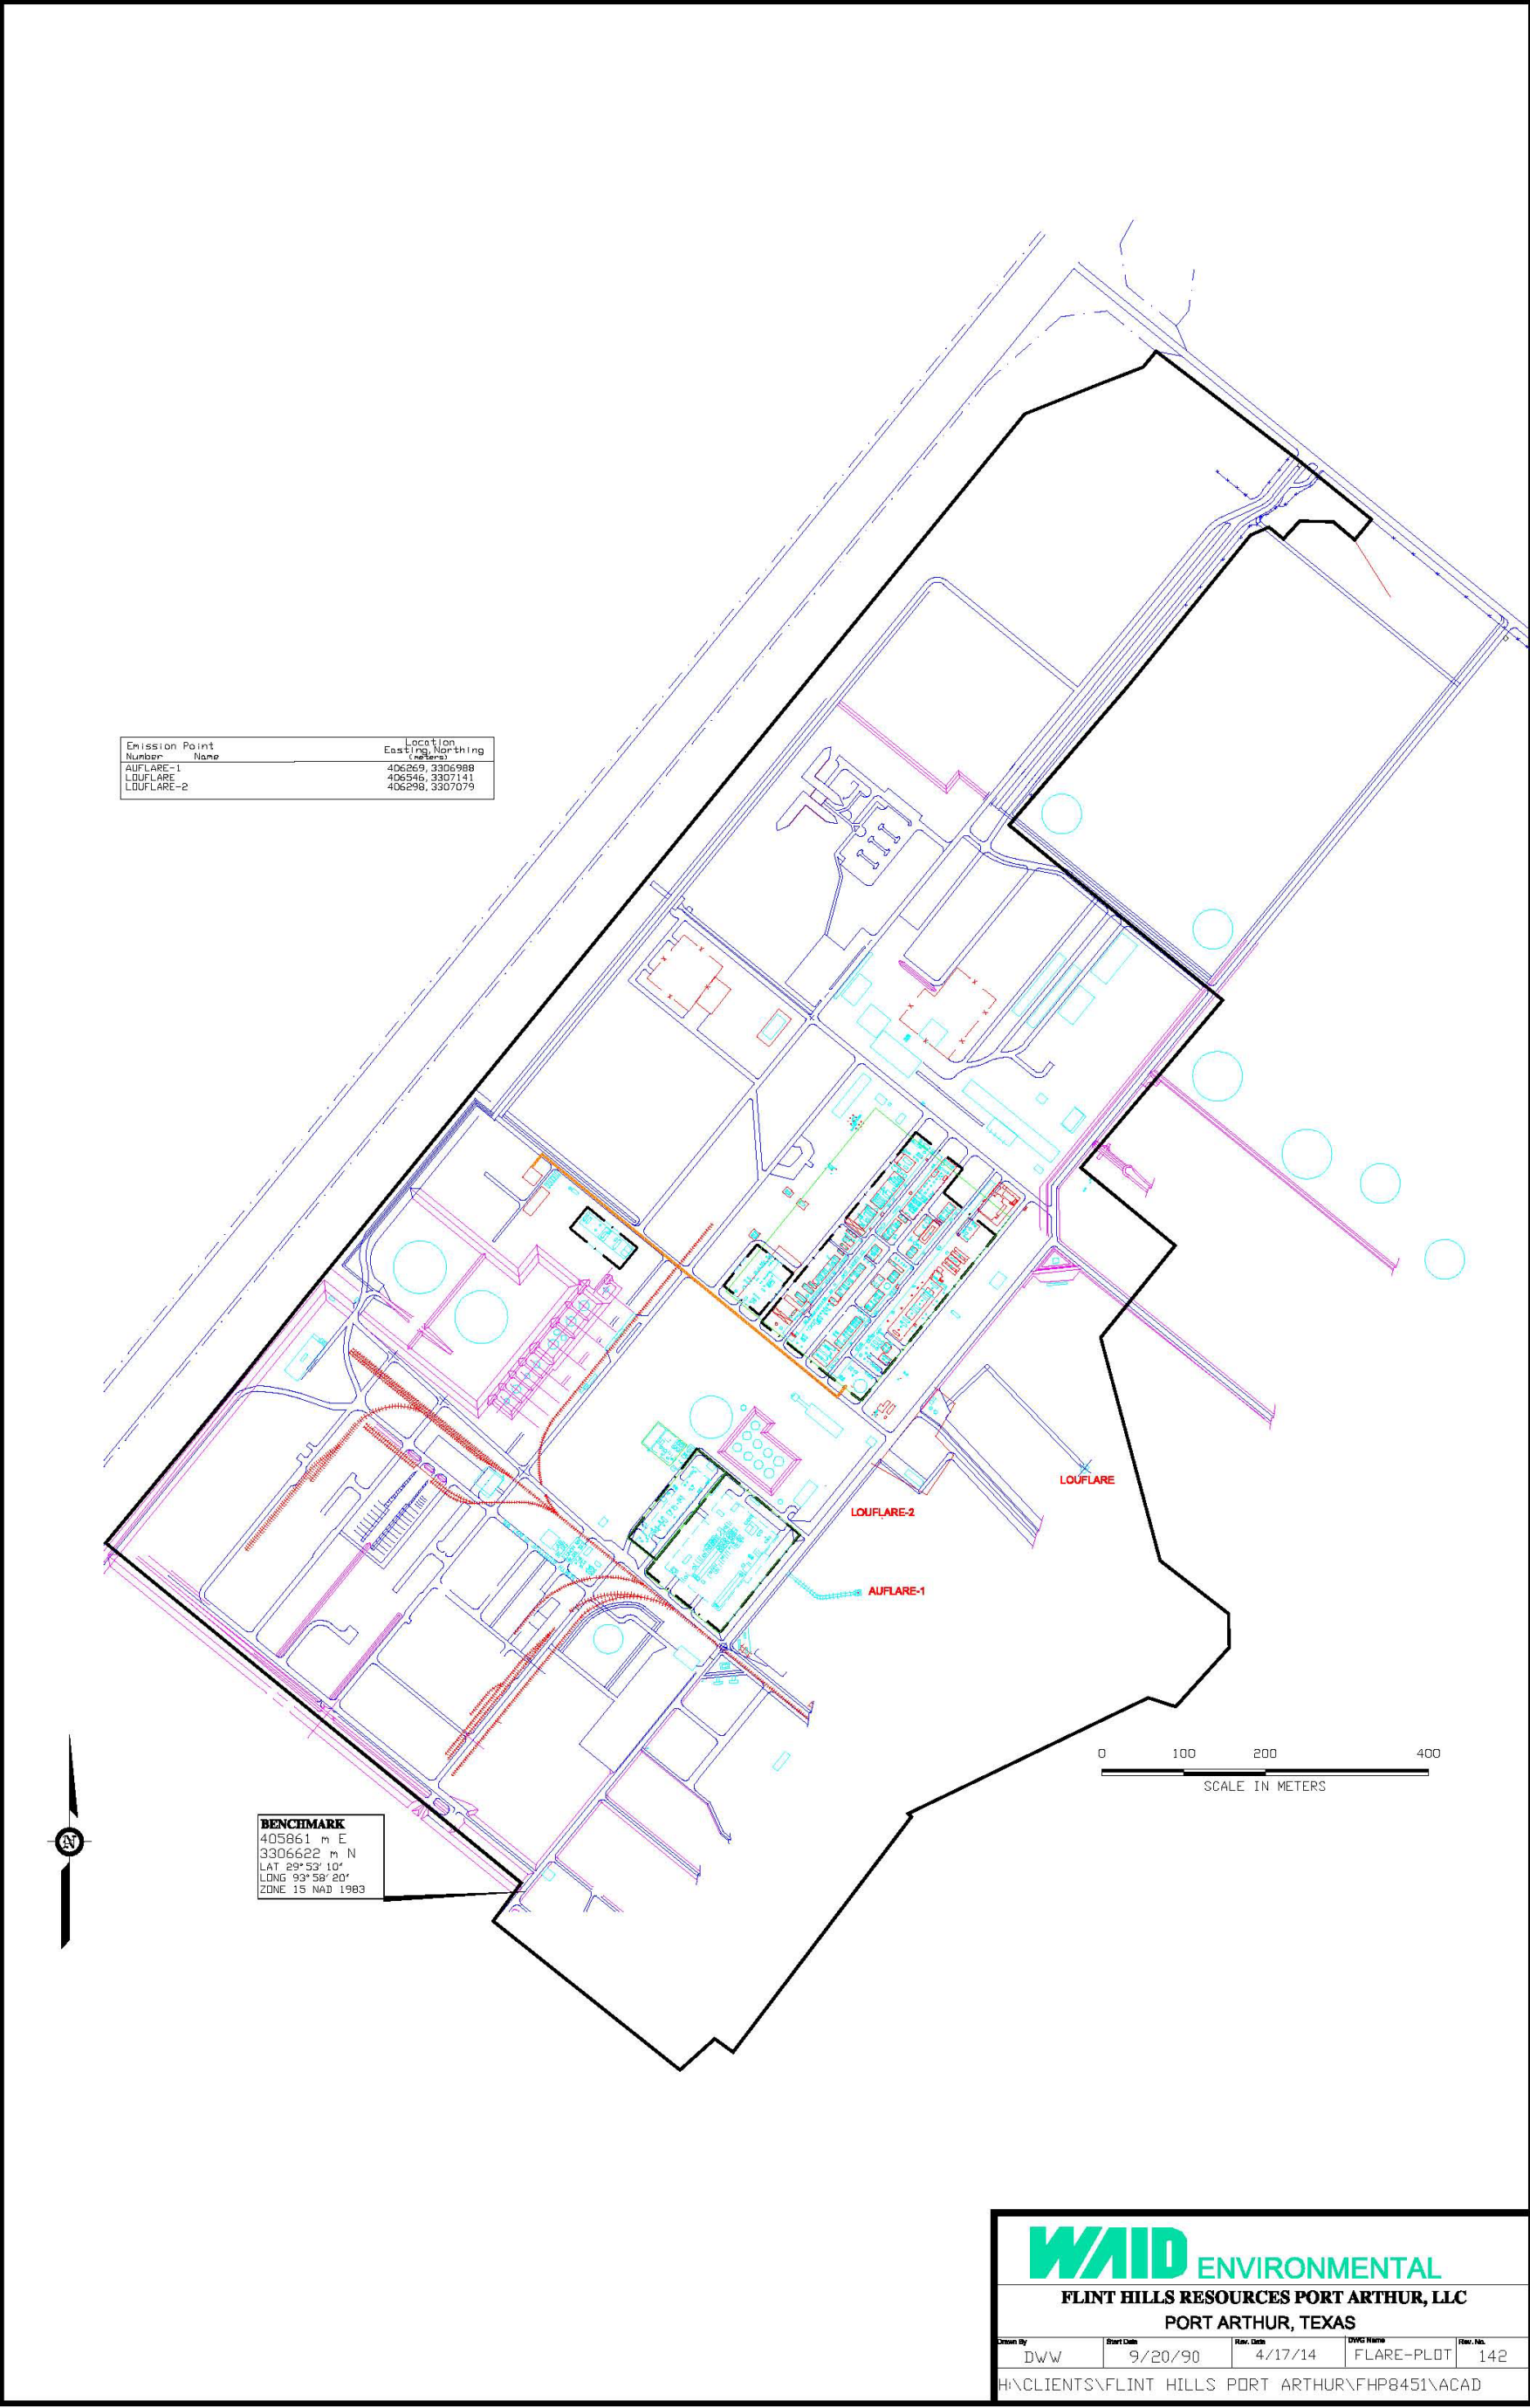 Emission Point Location
Number Name Easting, Northing
(meters)
AUFLARE-1 406269, 3306988
LOUFLARE 406546, 3307141
LOUFLARE-2 406298, 3307079
LOUFLARE
LOUFLARE-2
AUFLARE-1
0 100 200 400
SCALE IN METERS
BENCHMARK
405861 m E
3306622 m N
LAT 29° 53' 10"
LONG 93° 58' 20"
ZONE 15 NAD 1983
N
WAID ENVIRONMENTAL
FLINT HILLS RESOURCES PORT ARTHUR, LLC
PORT ARTHUR, TEXAS
Drawn By Start Date Rev. Date DWG Name Rev. No.
DWW 9/20/90 4/17/14 FLARE-PLOT 142
H:\CLIENTS\FLINT HILLS PORT ARTHUR\FHP8451\ACAD